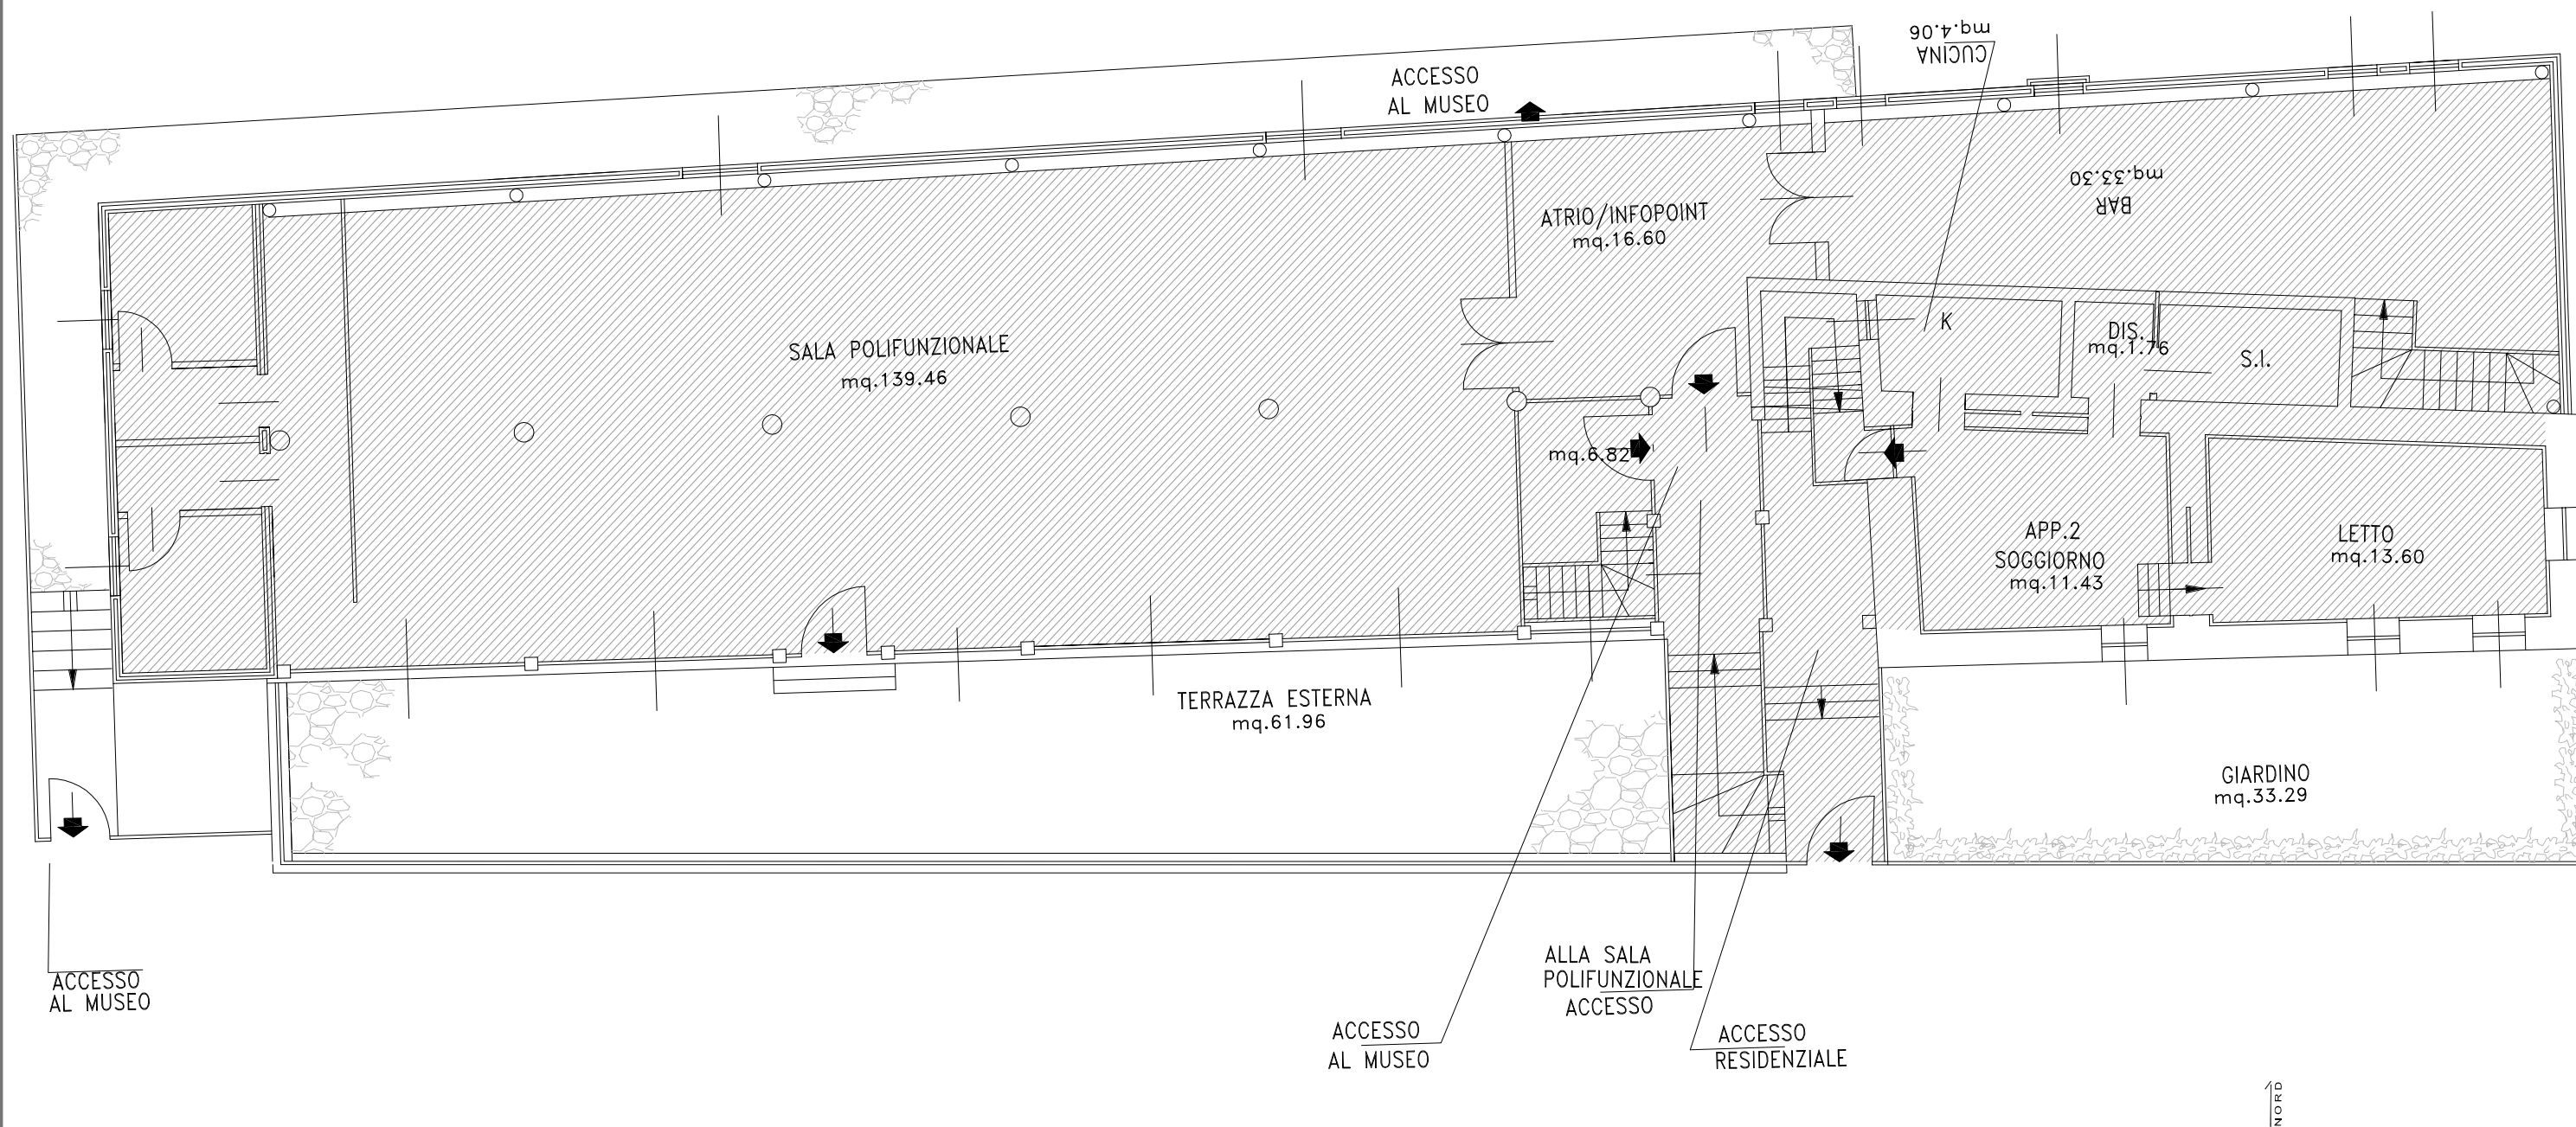 mq.4.06
CUCINA
ACCESSO
AL MUSEO
mq.33.30
BAR
ATRIO/INFOPOINT
mq.16.60
SALA POLIFUNZIONALE
mq.139.46
K
DIS.
mq.1.76
S.I.
mq.6.82
APP.2
SOGGIORNO
mq.11.43
LETTO
mq.13.60
TERRAZZA ESTERNA
mq.61.96
GIARDINO
mq.33.29
ACCESSO
AL MUSEO
ALLA SALA
POLIFUNZIONALE
ACCESSO
ACCESSO
AL MUSEO
ACCESSO
RESIDENZIALE
NORD